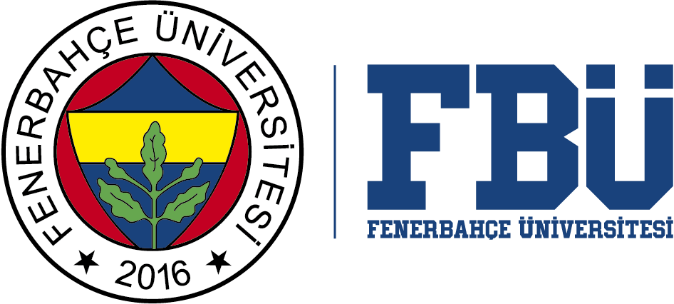 FENERBAHÇE ÜNİVERSİTESİ
★ 2016 ★
FBÜ
FENERBAHÇE ÜNİVERSİTESİ